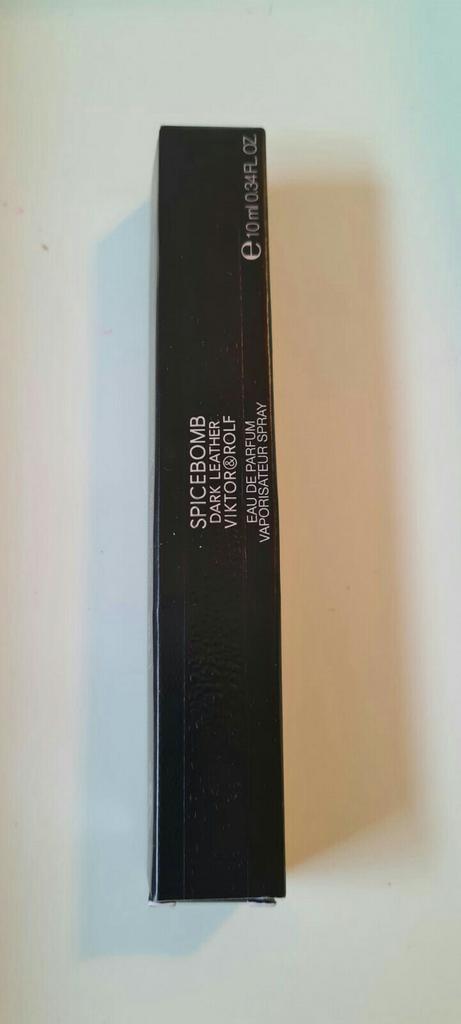 SPICEBOMB
DARK LEATHER
VIKTOR&ROLF
EAU DE PARFUM
VAPORISATEUR SPRAY
e 10 ml 0.34 FL OZ.